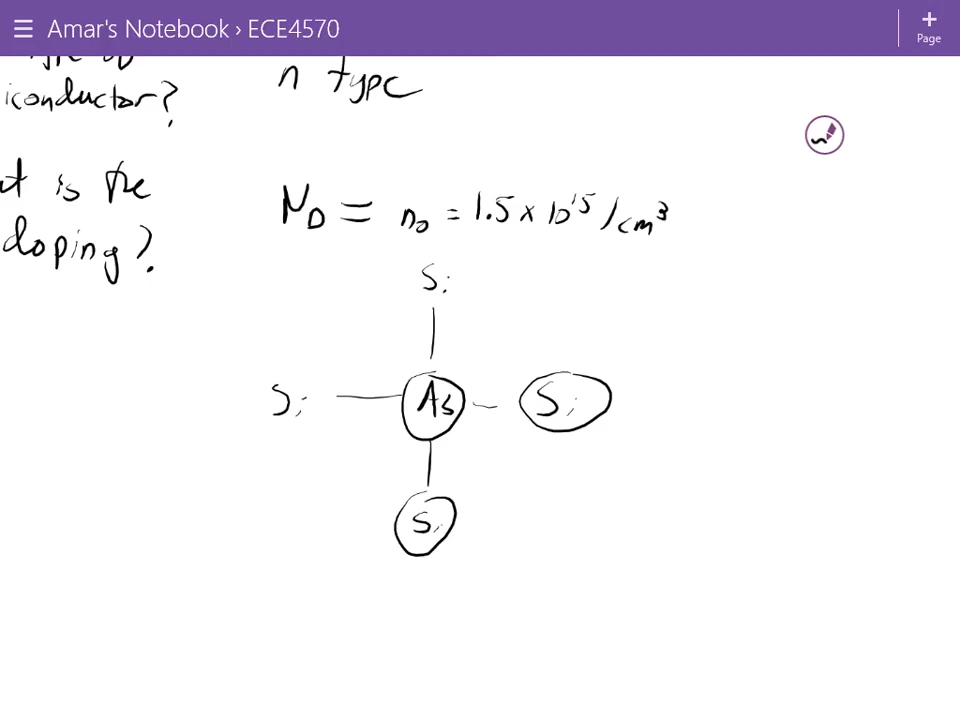 Amar's Notebook › ECE4570
Page
iconductor?
n type
is the
doping?
N_D = n_0 = 1.5 × 10^15 /cm^3
Si
Si As Si
Si